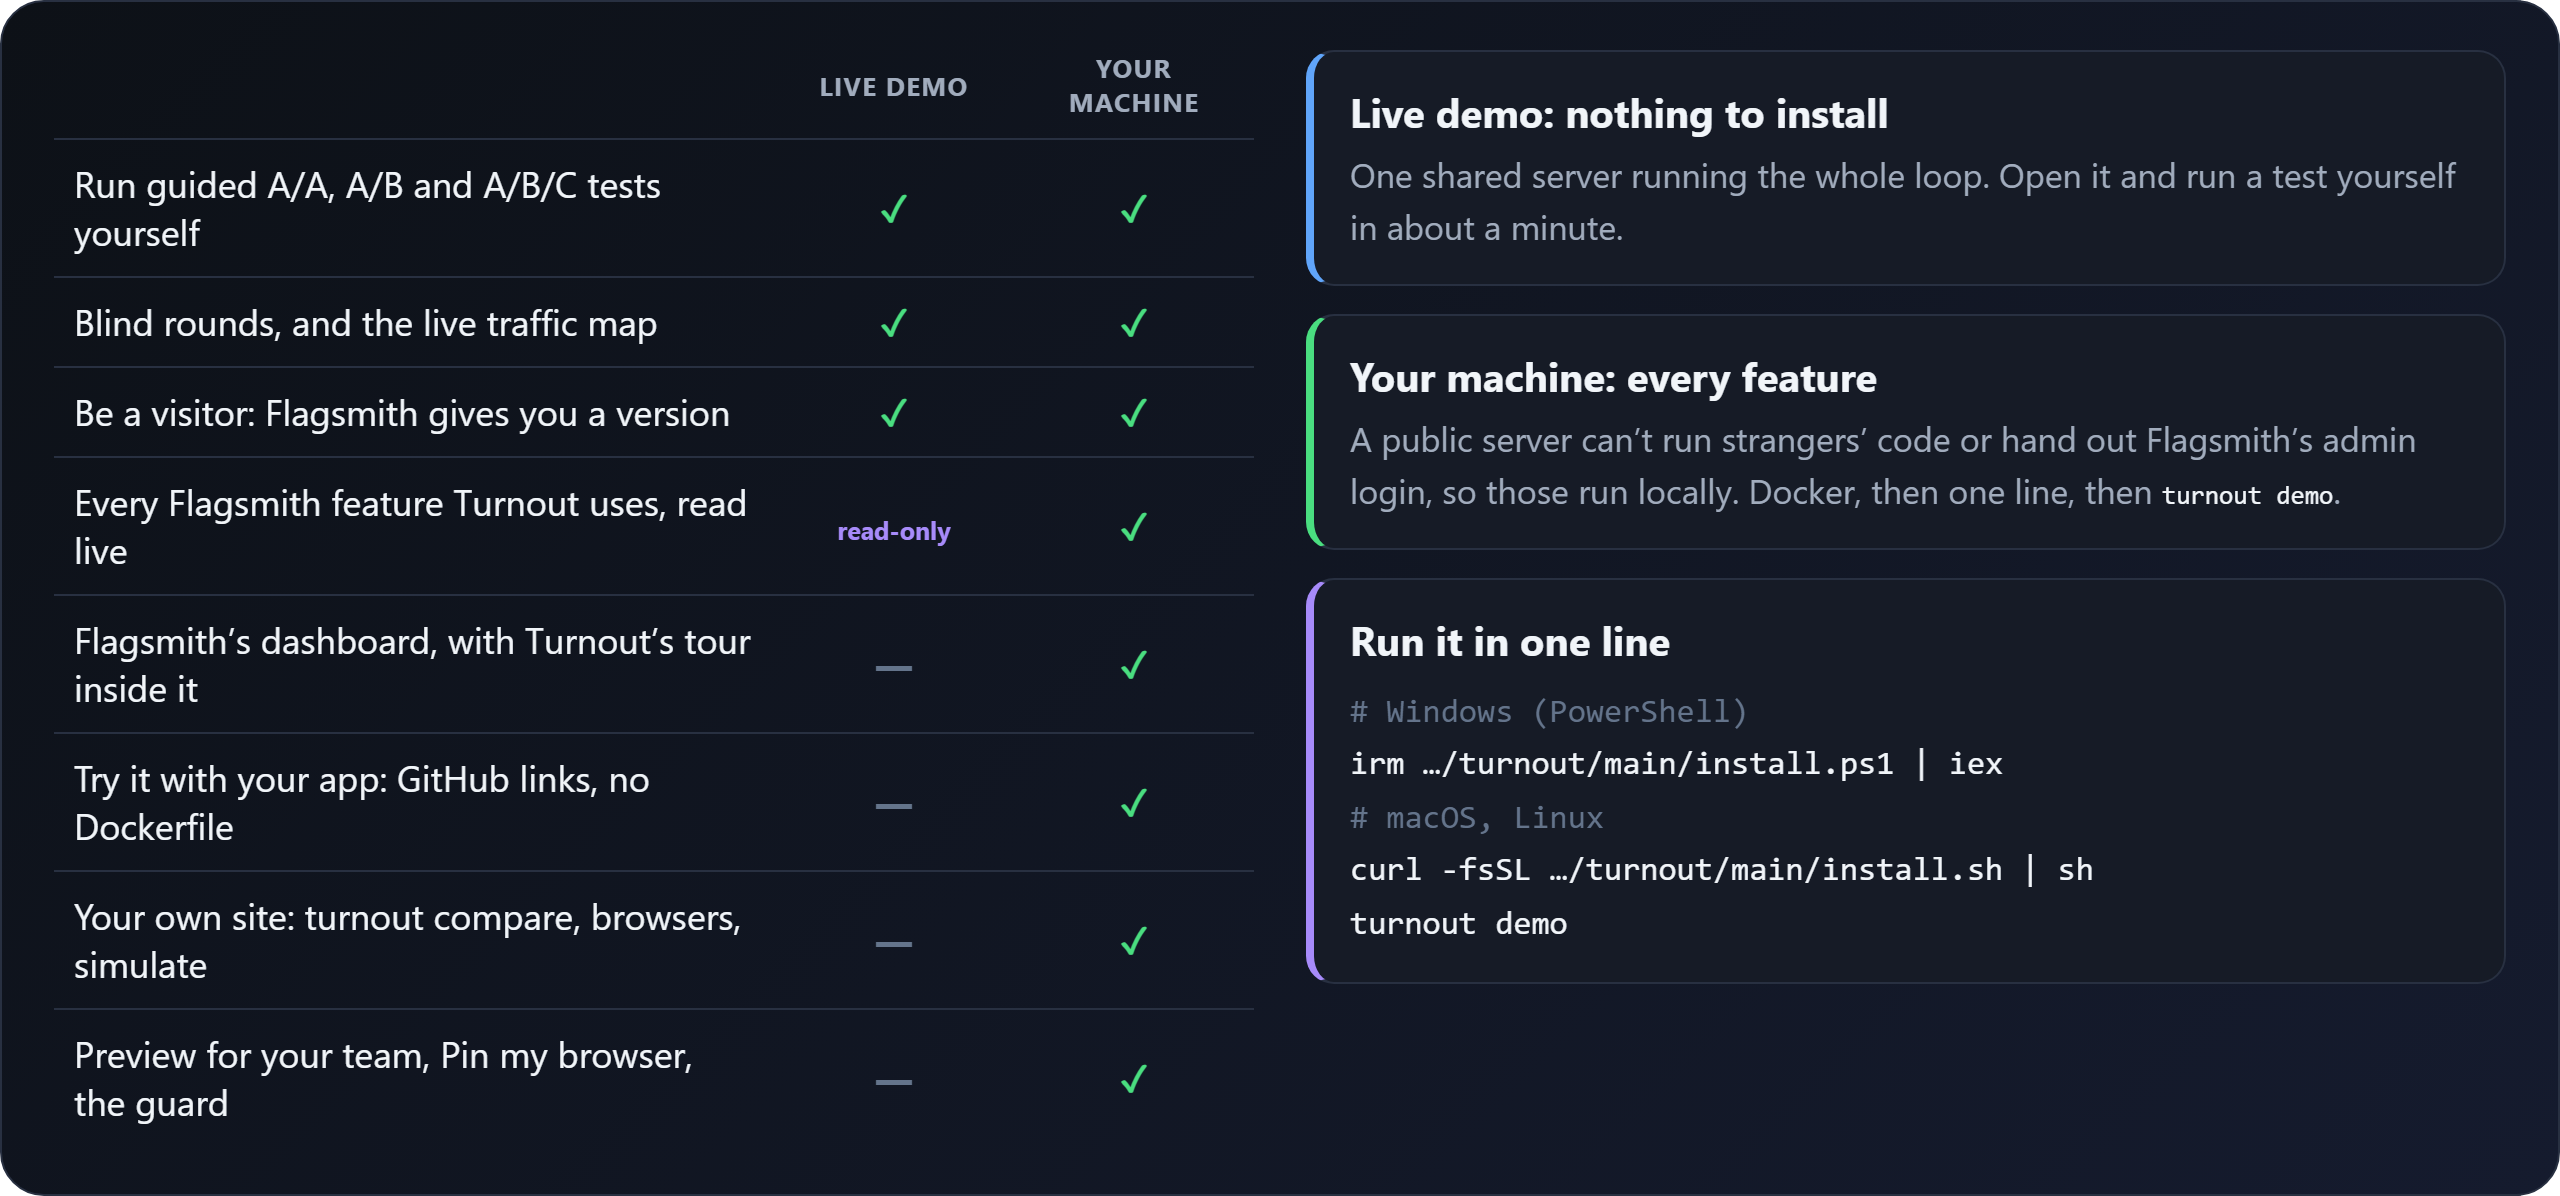 LIVE DEMO
YOUR
MACHINE
Run guided A/A, A/B and A/B/C tests
yourself
✓ ✓
Blind rounds, and the live traffic map ✓ ✓
Be a visitor: Flagsmith gives you a version ✓ ✓
Every Flagsmith feature Turnout uses, read
live
read-only ✓
Flagsmith’s dashboard, with Turnout’s tour
inside it
— ✓
Try it with your app: GitHub links, no
Dockerfile
— ✓
Your own site: turnout compare, browsers,
simulate
— ✓
Preview for your team, Pin my browser,
the guard
— ✓
Live demo: nothing to install
One shared server running the whole loop. Open it and run a test yourself
in about a minute.
Your machine: every feature
A public server can’t run strangers’ code or hand out Flagsmith’s admin
login, so those run locally. Docker, then one line, then turnout demo.
Run it in one line
# Windows (PowerShell)
irm …/turnout/main/install.ps1 | iex
# macOS, Linux
curl -fsSL …/turnout/main/install.sh | sh
turnout demo